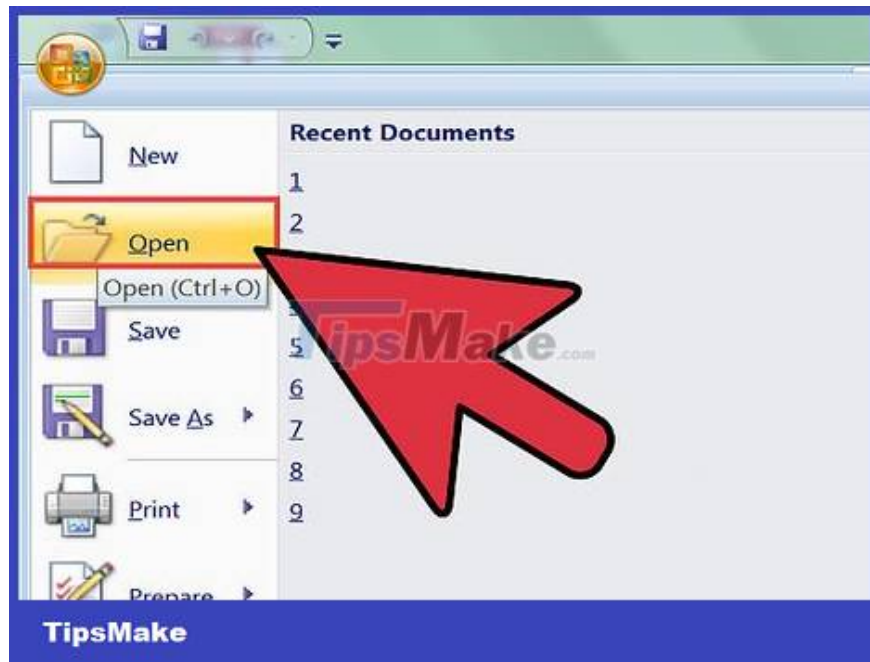 New
Open
Open (Ctrl+O)
Save
Save As
Print
Prepare
Recent Documents
1
2
5
6
7
8
9
TipsMake.com
TipsMake